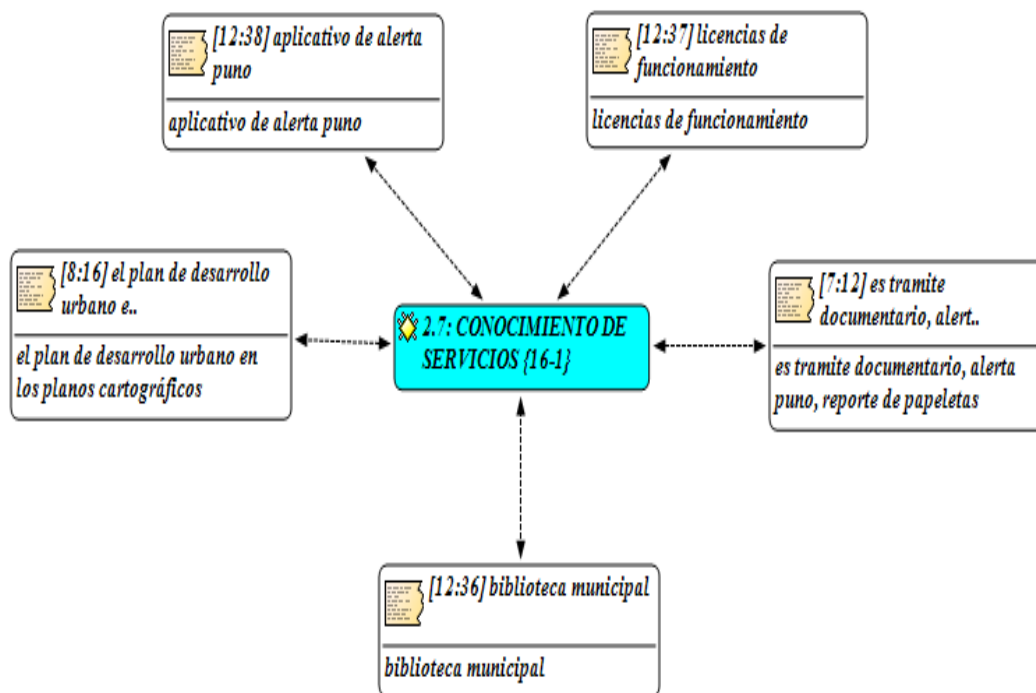 [12:38] aplicativo de alerta
puno
aplicativo de alerta puno
[12:37] licencias de
funcionamiento
licencias de funcionamiento
[8:16] el plan de desarrollo
urbano e..
el plan de desarrollo urbano en
los planos cartográficos
2.7: CONOCIMIENTO DE
SERVICIOS {16-1}
[7:12] es tramite
documentario, alert..
es tramite documentario, alerta
puno, reporte de papeletas
[12:36] biblioteca municipal
biblioteca municipal